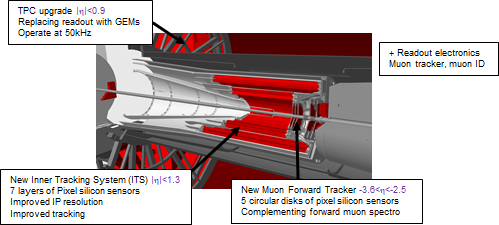 TPC upgrade |η|<0.9
Replacing readout with GEMs
Operate at 50kHz
+ Readout electronics
Muon tracker, muon ID
New Inner Tracking System (ITS) |η|<1.3
7 layers of Pixel silicon sensors
Improved IP resolution
Improved tracking
New Muon Forward Tracker -3.6<η<-2.5
5 circular disks of pixel silicon sensors
Complementing forward muon spectro